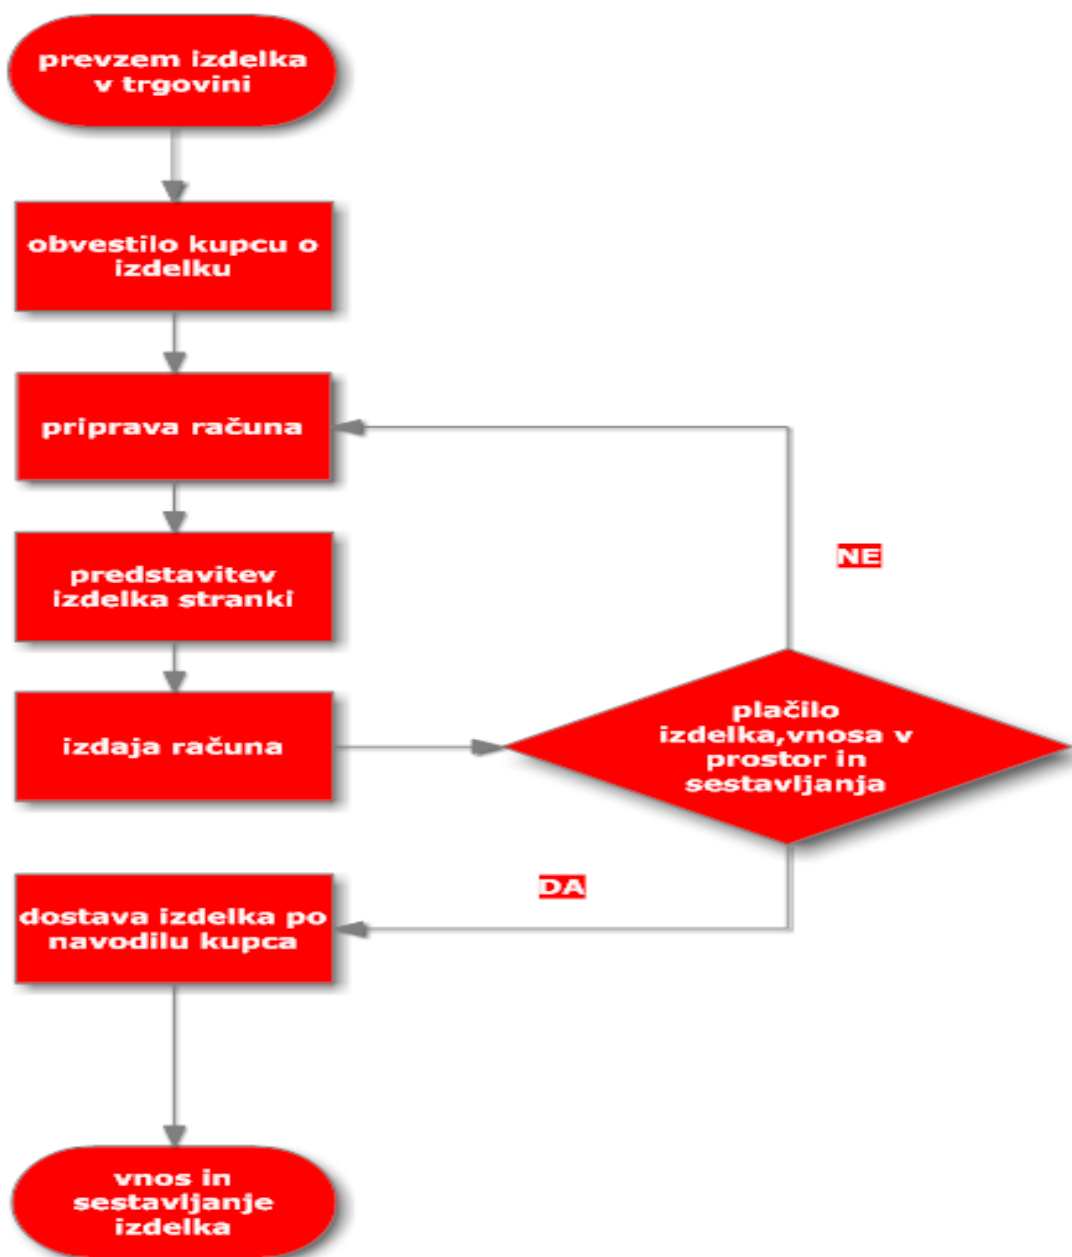 prevzem izdelka
v trgovini
obvestilo kupcu o
izdelku
priprava računa
predstavitev
izdelka stranki
izdaja računa
plačilo
izdelka,vnosa v
prostor in
sestavljanja
NE
DA
dostava izdelka po
navodilu kupca
vnos in
sestavljanje
izdelka